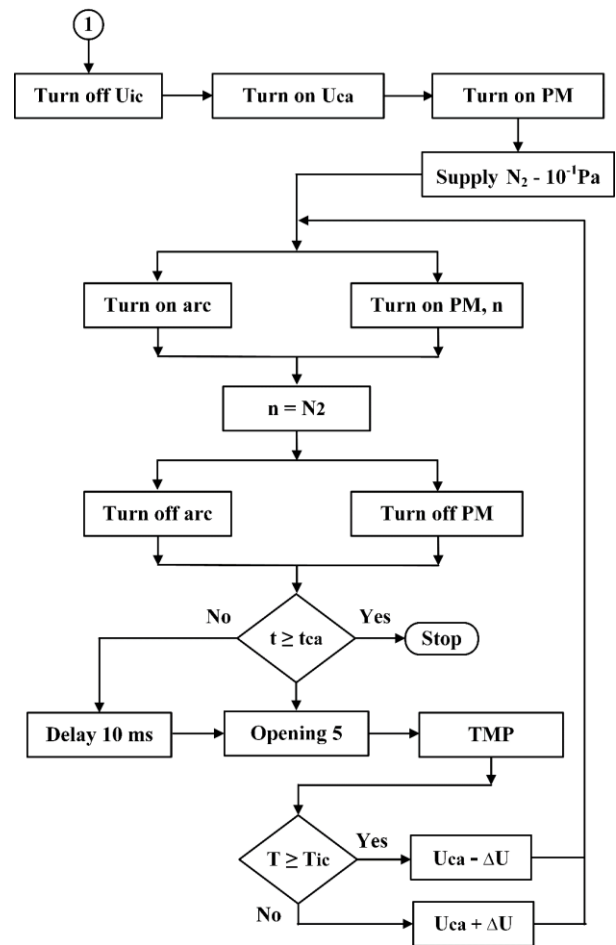 1
Turn off Uic
Turn on Uca
Turn on PM
Supply N₂ - 10⁻¹Pa
Turn on arc
Turn on PM, n
n = N2
Turn off arc
Turn off PM
No
Yes
t ≥ tca
Stop
Delay 10 ms
Opening 5
TMP
Yes
T ≥ Tic
Uca - ΔU
No
Uca + ΔU